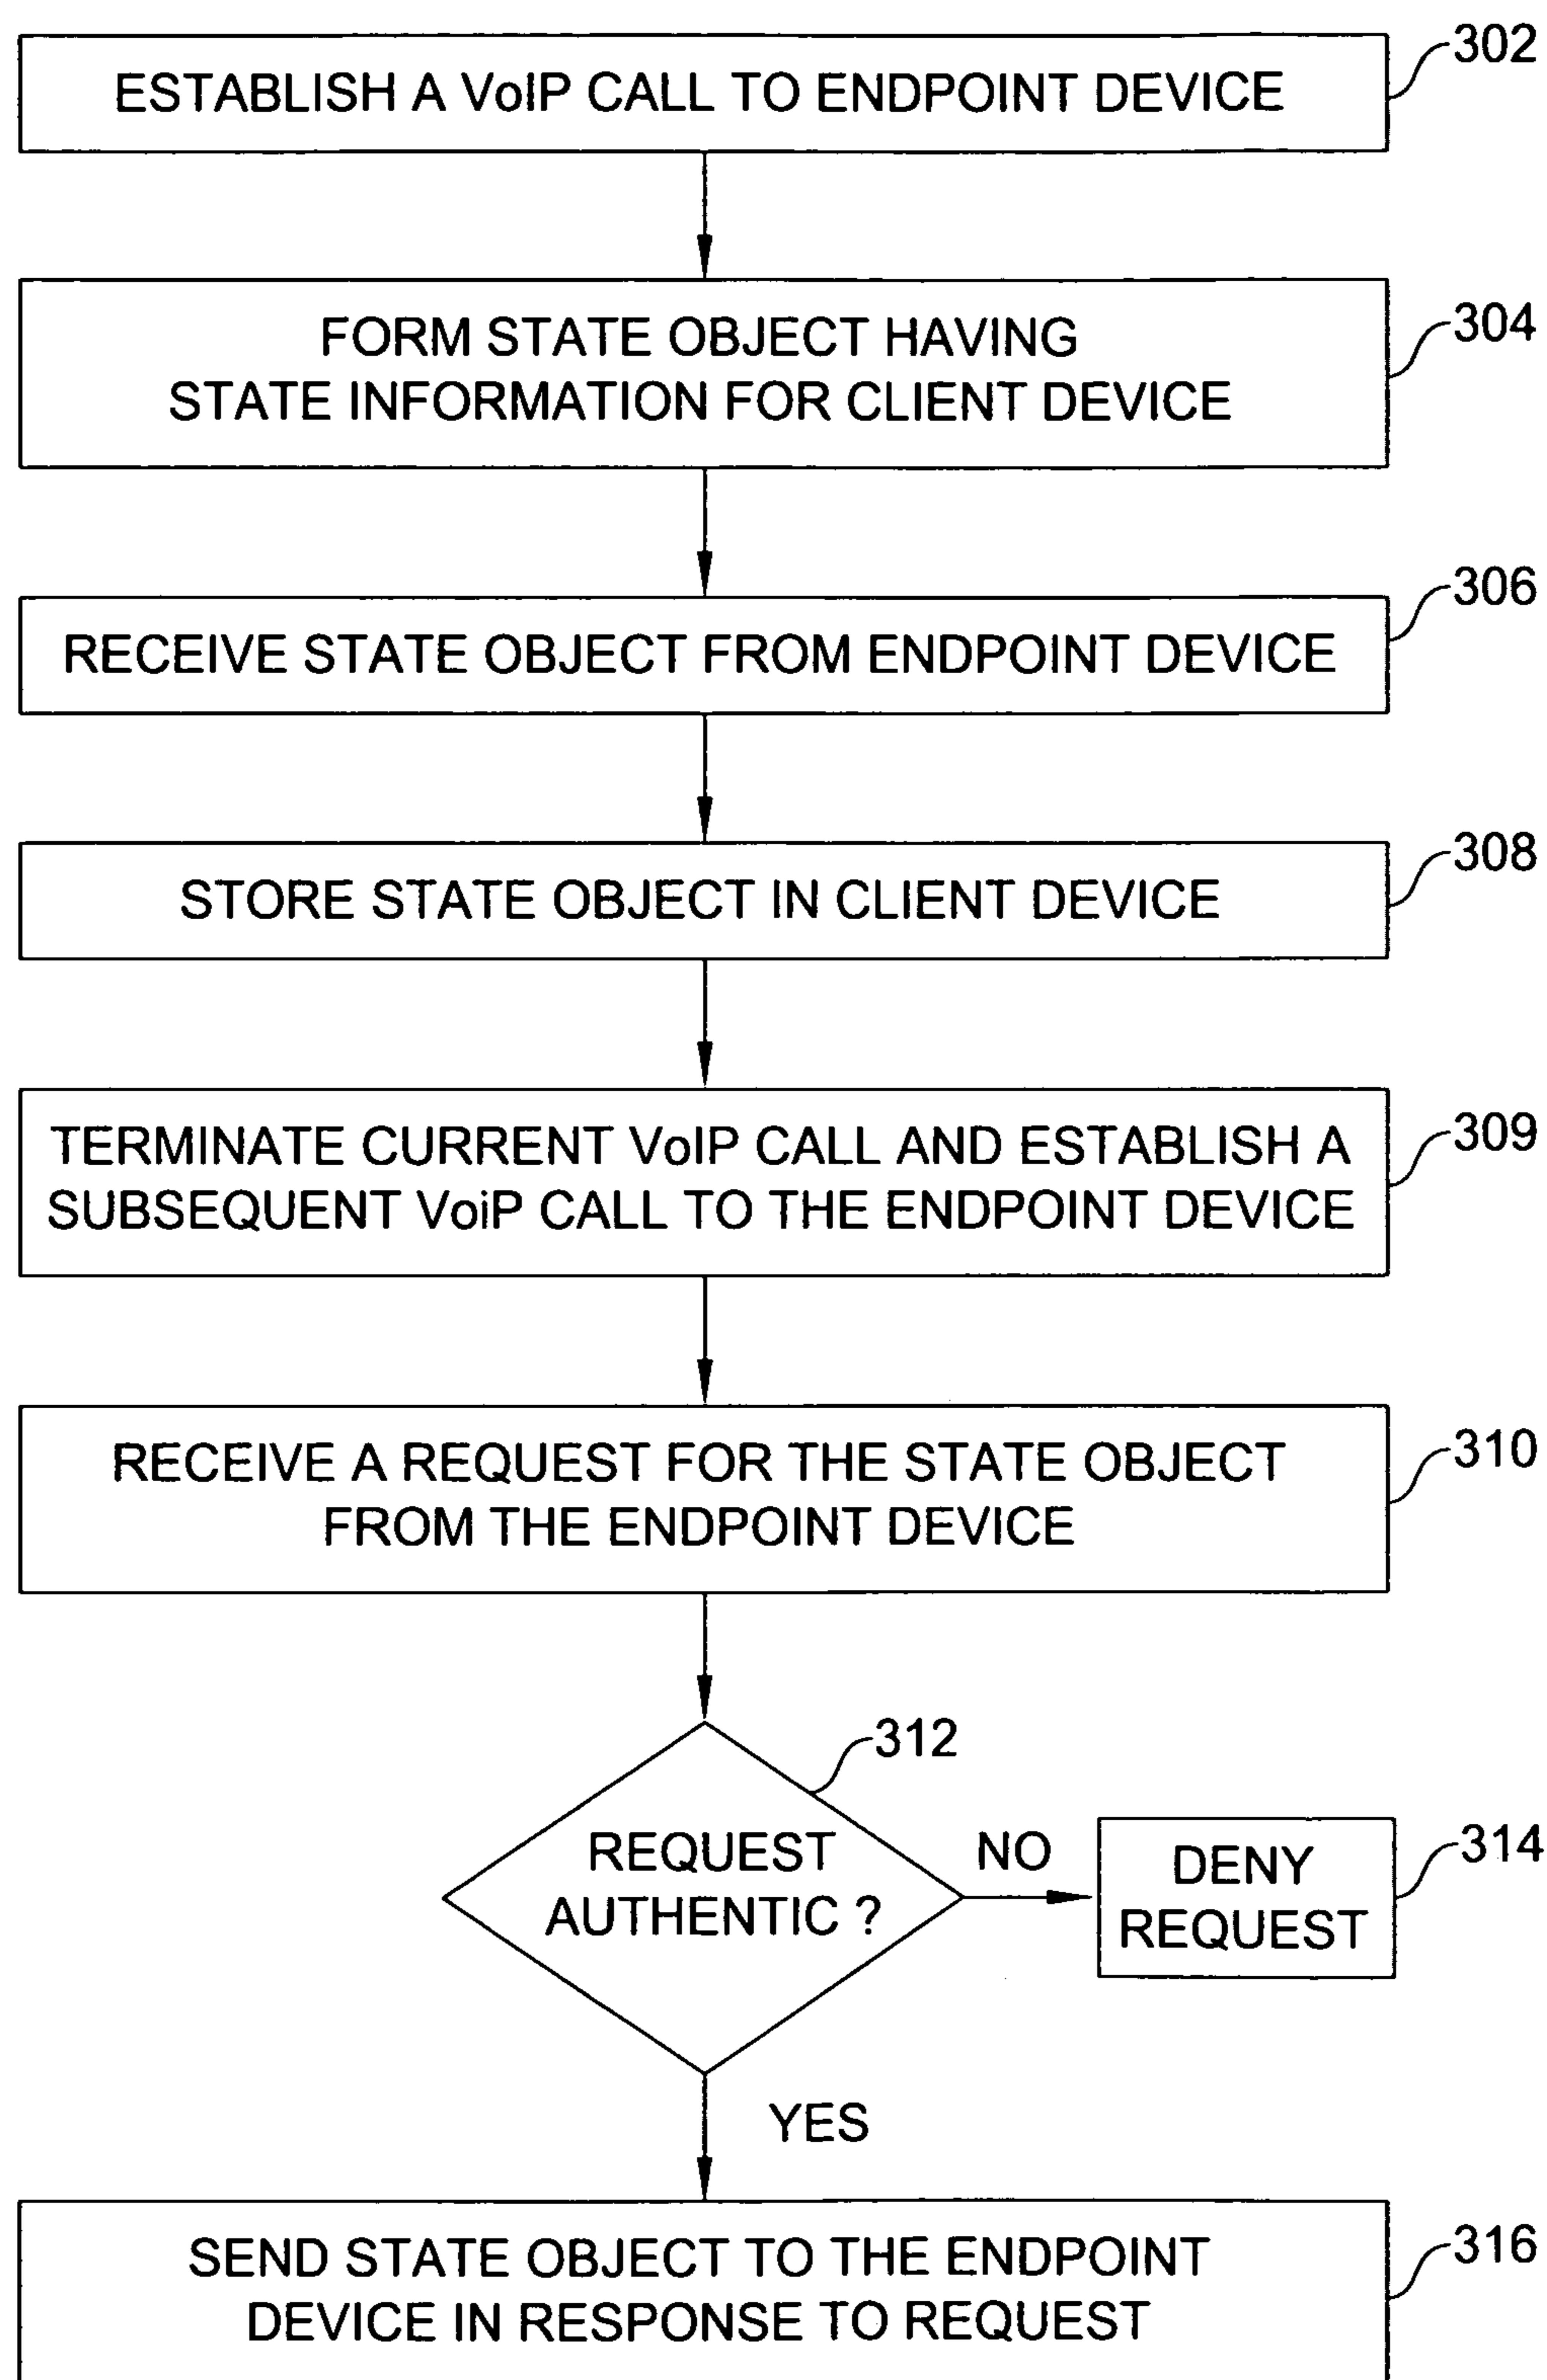 302
ESTABLISH A VoIP CALL TO ENDPOINT DEVICE
304
FORM STATE OBJECT HAVING
STATE INFORMATION FOR CLIENT DEVICE
306
RECEIVE STATE OBJECT FROM ENDPOINT DEVICE
308
STORE STATE OBJECT IN CLIENT DEVICE
309
TERMINATE CURRENT VoIP CALL AND ESTABLISH A
SUBSEQUENT VoiP CALL TO THE ENDPOINT DEVICE
310
RECEIVE A REQUEST FOR THE STATE OBJECT
FROM THE ENDPOINT DEVICE
312
REQUEST
AUTHENTIC ?
NO
314
DENY
REQUEST
YES
316
SEND STATE OBJECT TO THE ENDPOINT
DEVICE IN RESPONSE TO REQUEST